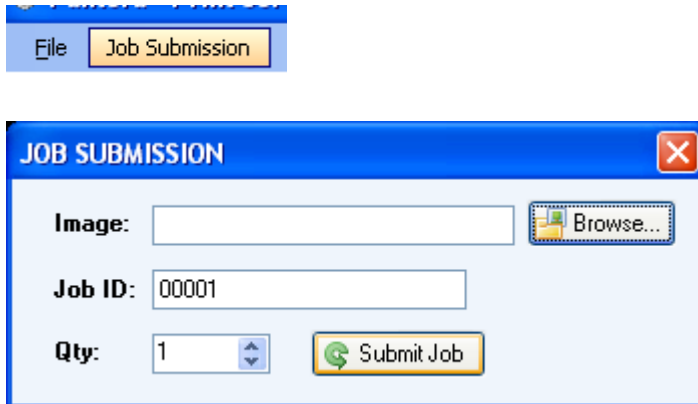 File Job Submission
JOB SUBMISSION
Image: Browse...
Job ID: 00001
Qty: 1 Submit Job